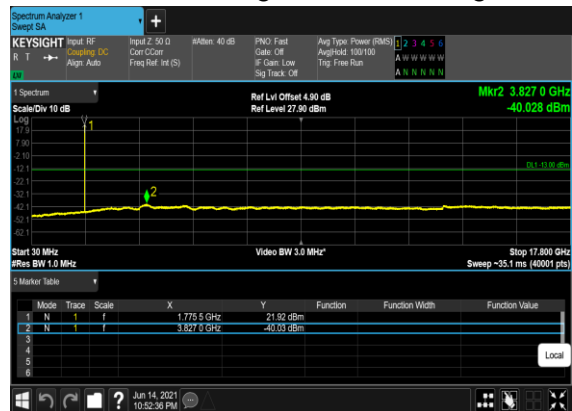 Spectrum Analyzer 1
Swept SA
KEYSIGHT Input: RF Input Z: 50 Ω #Atten: 40 dB PNO: Fast Avg Type: Power (RMS) 1 2 3 4 5 6
R T Coupling: DC Corr CCorr Gate: Off Avg|Hold: 100/100 A W W W W W
Align: Auto Freq Ref: Int (S) IF Gain: Low Trig: Free Run
Sig Track: Off A N N N N N
1 Spectrum Ref Lvl Offset 4.90 dB Mkr2 3.827 0 GHz
Scale/Div 10 dB Ref Level 27.90 dBm -40.028 dBm
Log
1
17.9
7.90
-2.10
-12.1
DL1 -13.00 dBm
-22.1
-32.1
2
-42.1
-52.1
-62.1
Start 30 MHz Video BW 3.0 MHz* Stop 17.800 GHz
#Res BW 1.0 MHz Sweep ~35.1 ms (40001 pts)
5 Marker Table
Mode Trace Scale X Y Function Function Width Function Value
1 N 1 f 1.775 5 GHz 21.92 dBm
2 N 1 f 3.827 0 GHz -40.03 dBm
3
4
5
6
Local
? Jun 14, 2021
10:52:36 PM